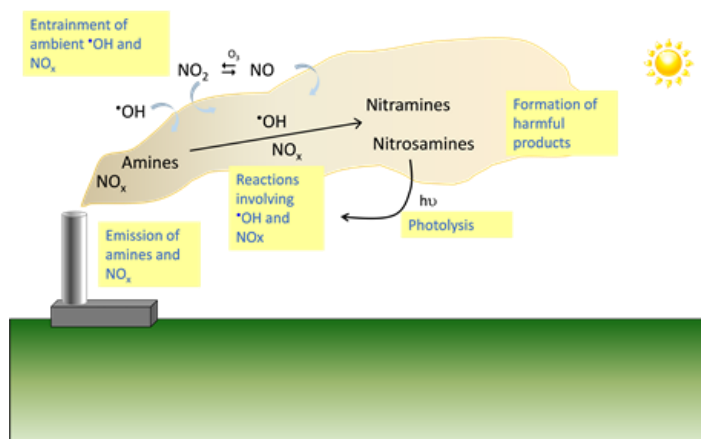 Entrainment of
ambient •OH and
NOx
NO2 ⇆ NO
O3
•OH
•OH
NOx
Nitramines
Nitrosamines
Formation of
harmful
products
Amines
NOx
Reactions
involving
•OH and
NOx
hυ
Photolysis
Emission of
amines and
NOx